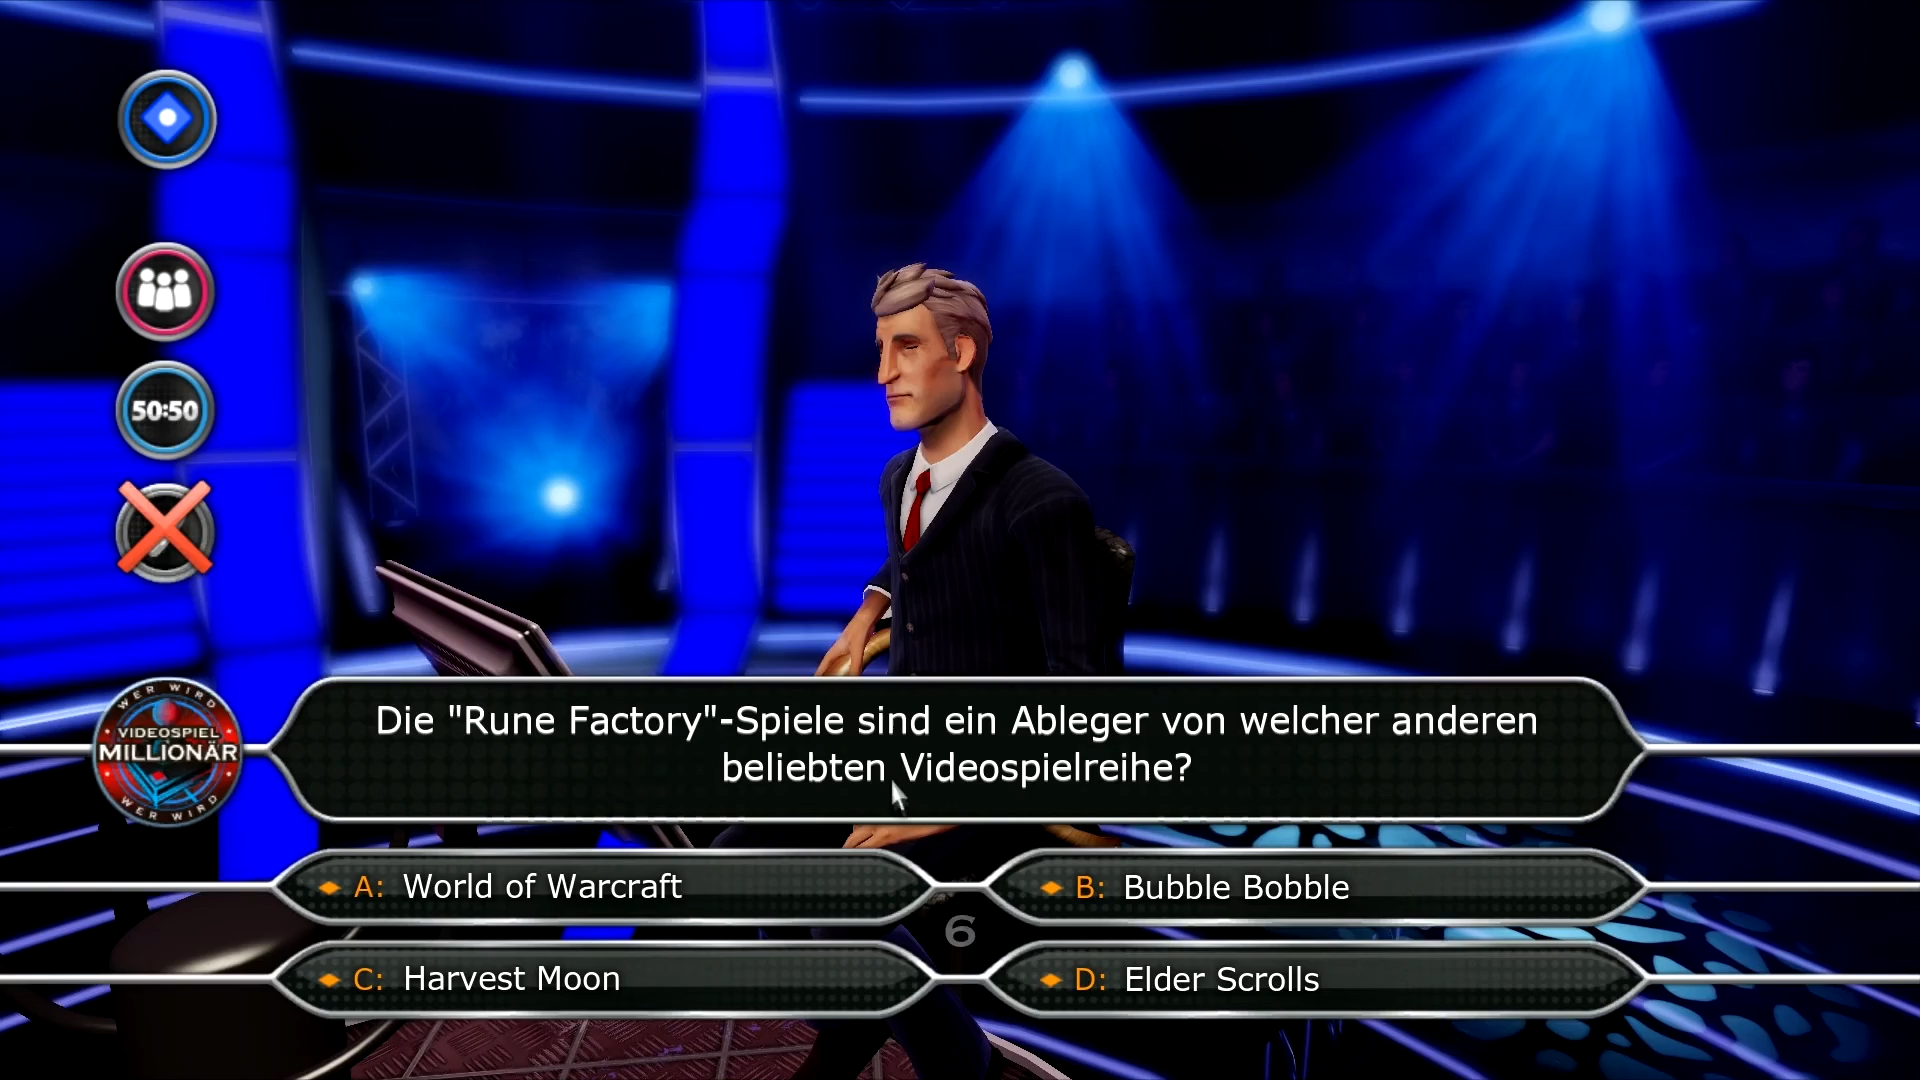 50:50
WER WIRD
VIDEOSPIEL
MILLIONÄR
WER WIRD
Die "Rune Factory"-Spiele sind ein Ableger von welcher anderen
beliebten Videospielreihe?
A: World of Warcraft
B: Bubble Bobble
6
C: Harvest Moon
D: Elder Scrolls